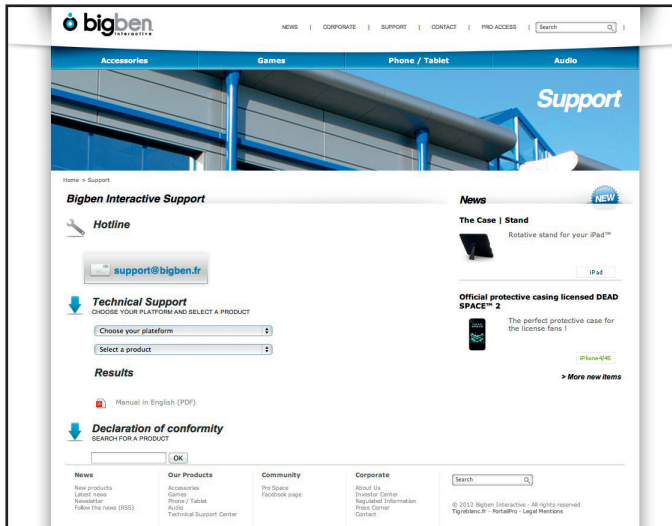 bigben
interactive
NEWS | CORPORATE | SUPPORT | CONTACT | PRO ACCESS | Search |
Accessories Games Phone / Tablet Audio
Support
Home > Support
Bigben Interactive Support
Hotline
support@bigben.fr
Technical Support
CHOOSE YOUR PLATFORM AND SELECT A PRODUCT
Choose your plateform
Select a product
Results
Manual in English (PDF)
Declaration of conformity
SEARCH FOR A PRODUCT
OK
News
NEW
The Case | Stand
Rotative stand for your iPad™
iPad
Official protective casing licensed DEAD
SPACE™ 2
The perfect protective case for
the license fans !
iPhone4/4S
> More new items
News
New products
Latest news
Newsletter
Follow the news (RSS)
Our Products
Accessories
Games
Phone / Tablet
Audio
Technical Support Center
Community
Pro Space
Facebook page
Corporate
About Us
Investor Center
Regulated Information
Press Corner
Contact
Search
© 2012 Bigben Interactive - All rights reserved
Tigreblanc.fr - PortailPro - Legal Mentions